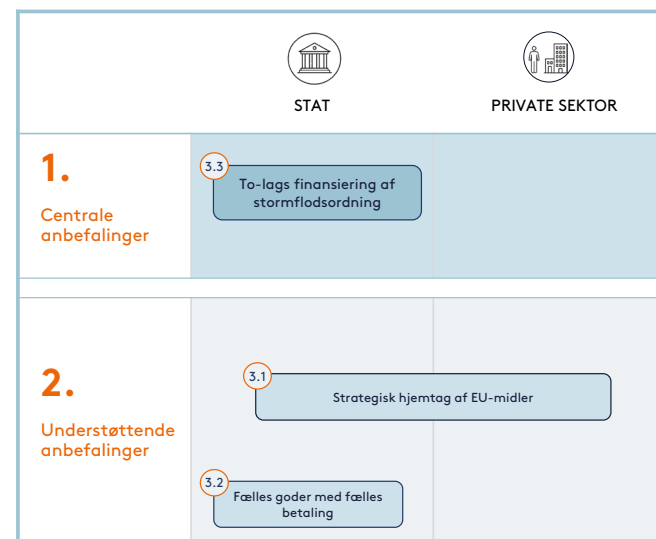 STAT
PRIVATE SEKTOR
1.
Centrale
anbefalinger
3.3
To-lags finansiering af
stormflodsordning
2.
Understøttende
anbefalinger
3.1
Strategisk hjemtag af EU-midler
3.2
Fælles goder med fælles
betaling